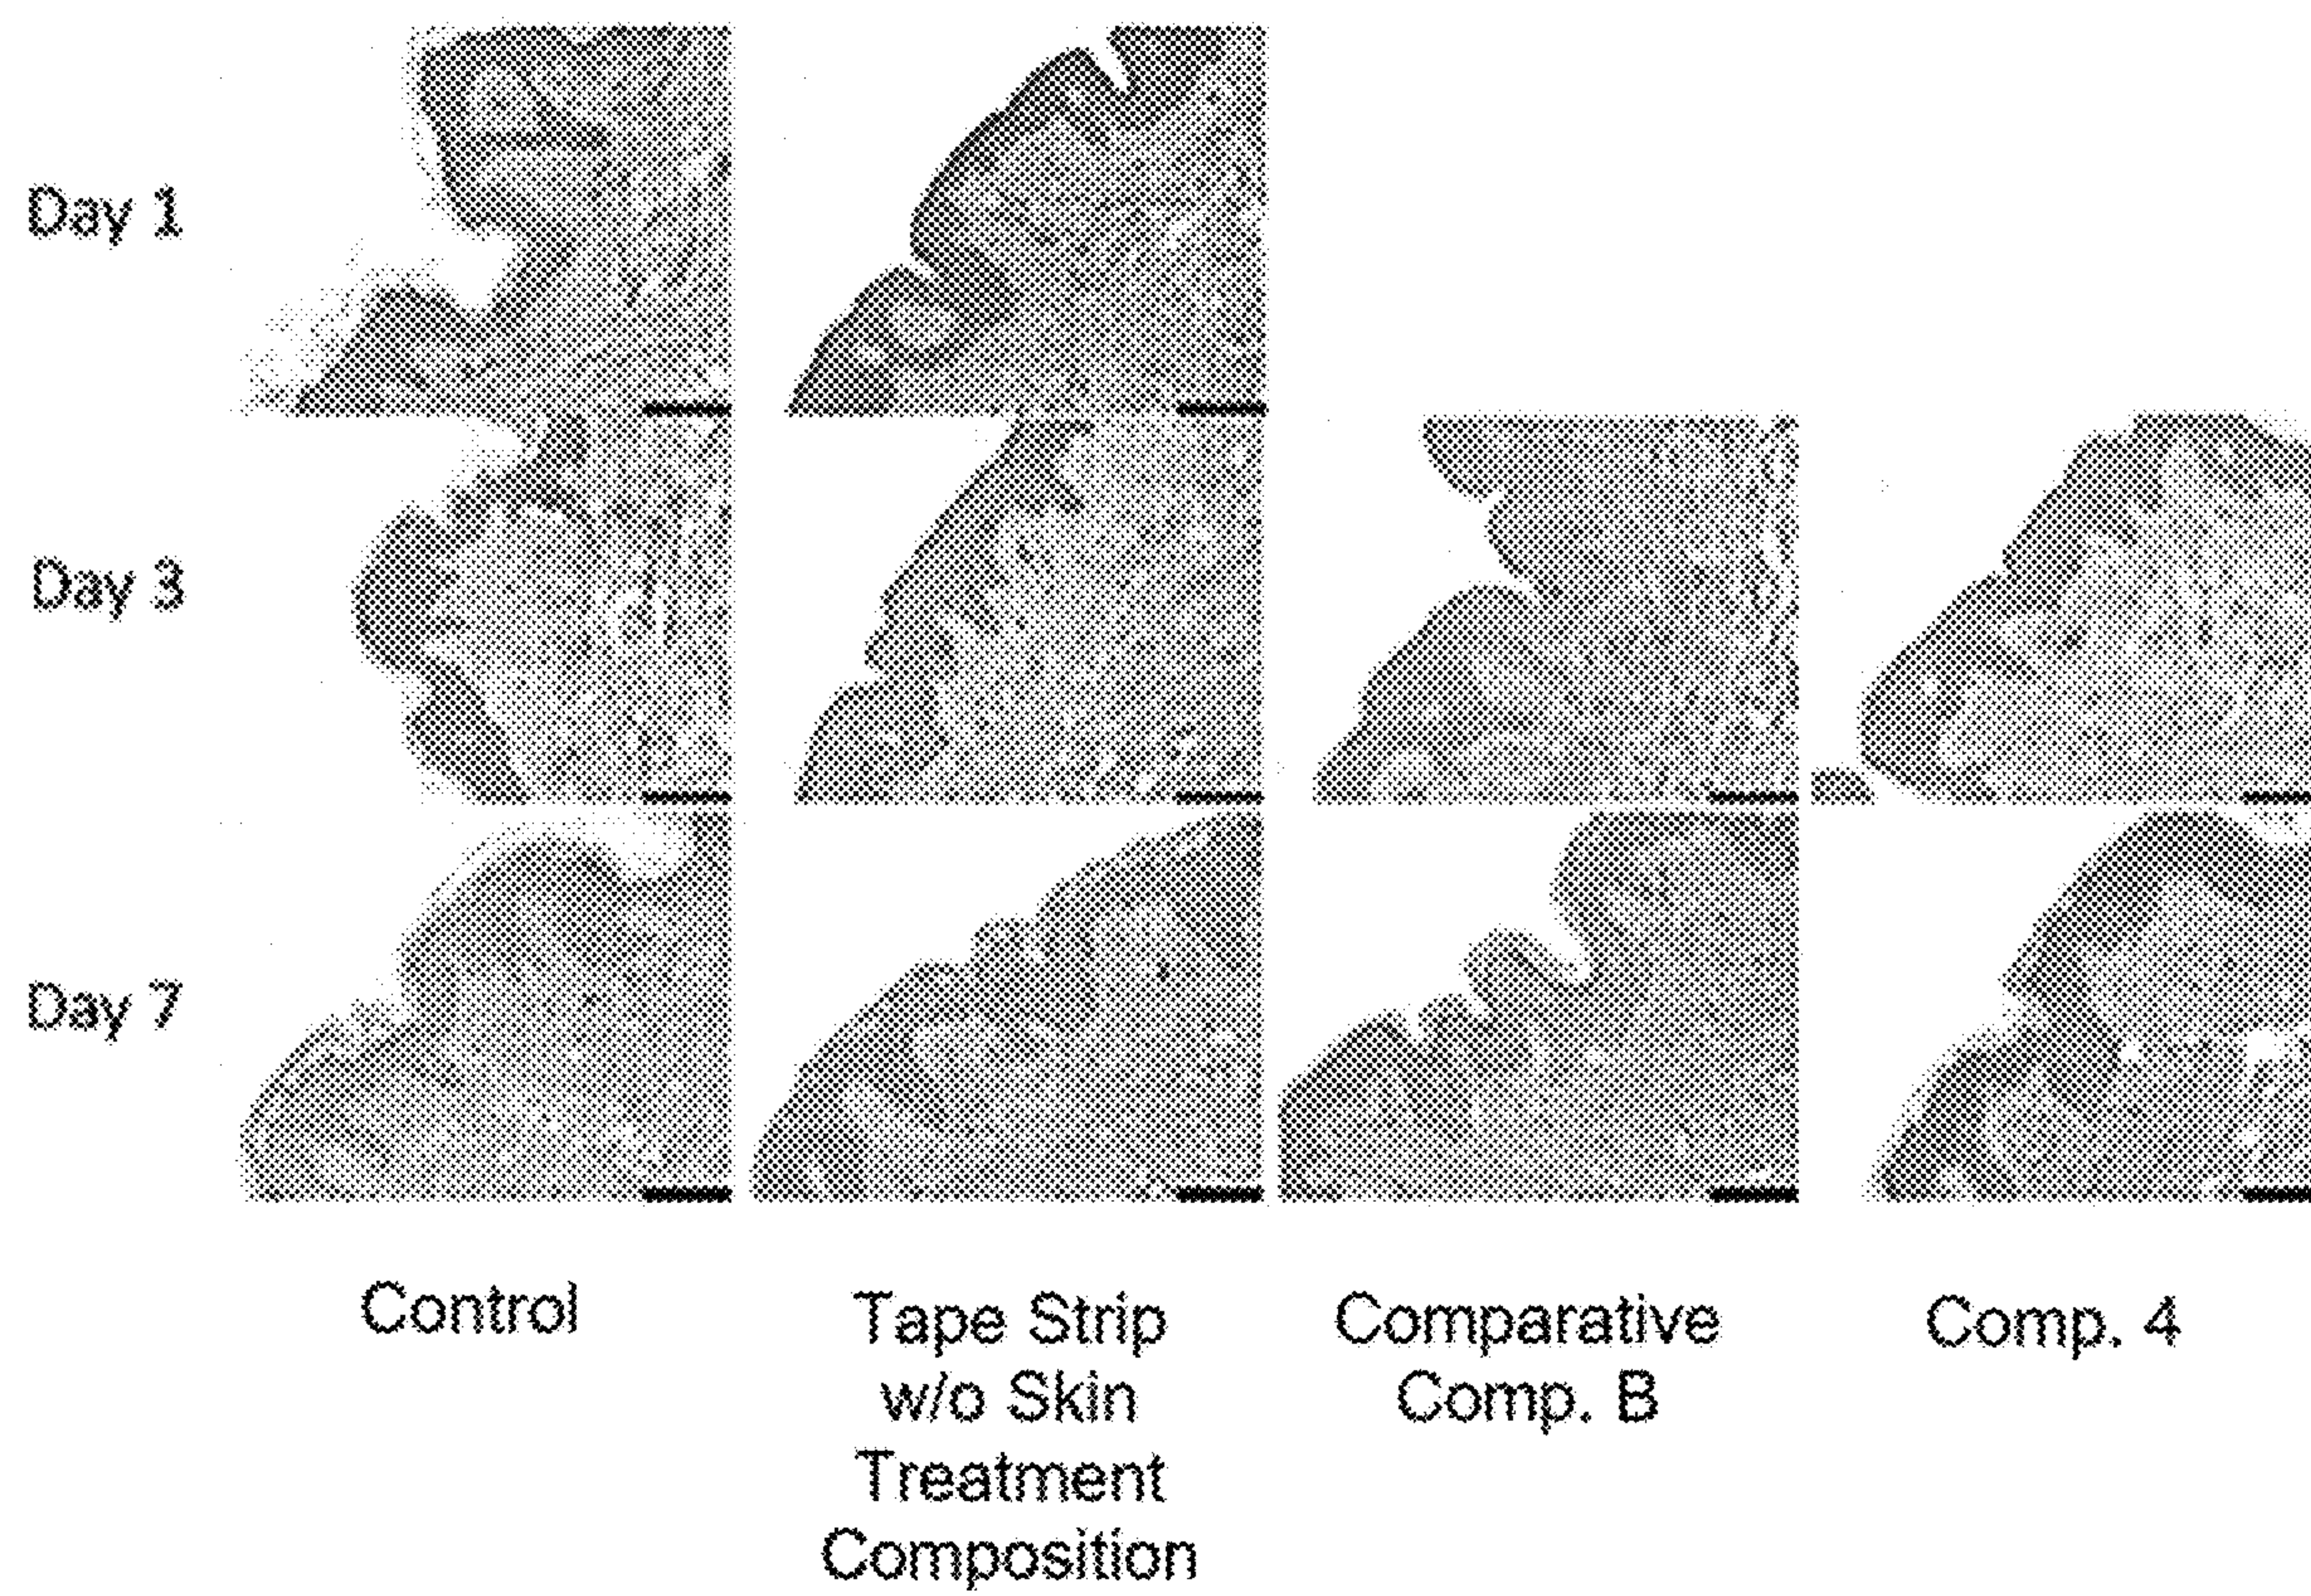 Day 1
Day 3
Day 7
Control
Tape Strip
w/o Skin
Treatment
Composition
Comparative
Comp. B
Comp. 4